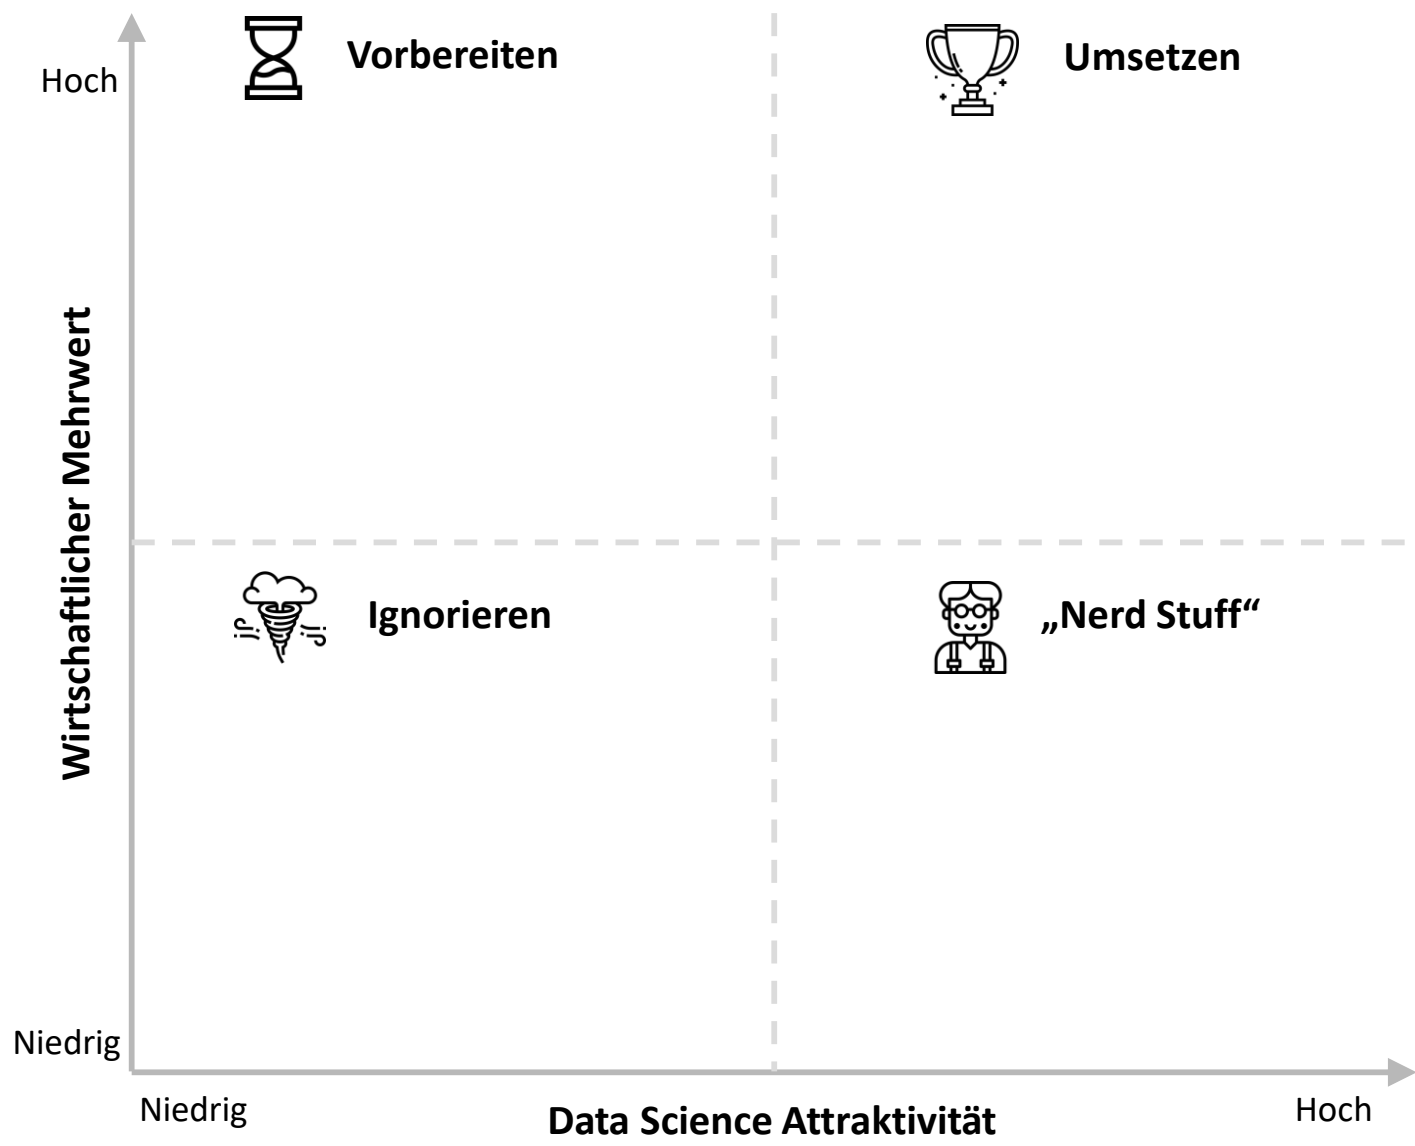 Vorbereiten
Umsetzen
Hoch
Wirtschaftlicher Mehrwert
Ignorieren
„Nerd Stuff“
Niedrig
Niedrig
Data Science Attraktivität
Hoch